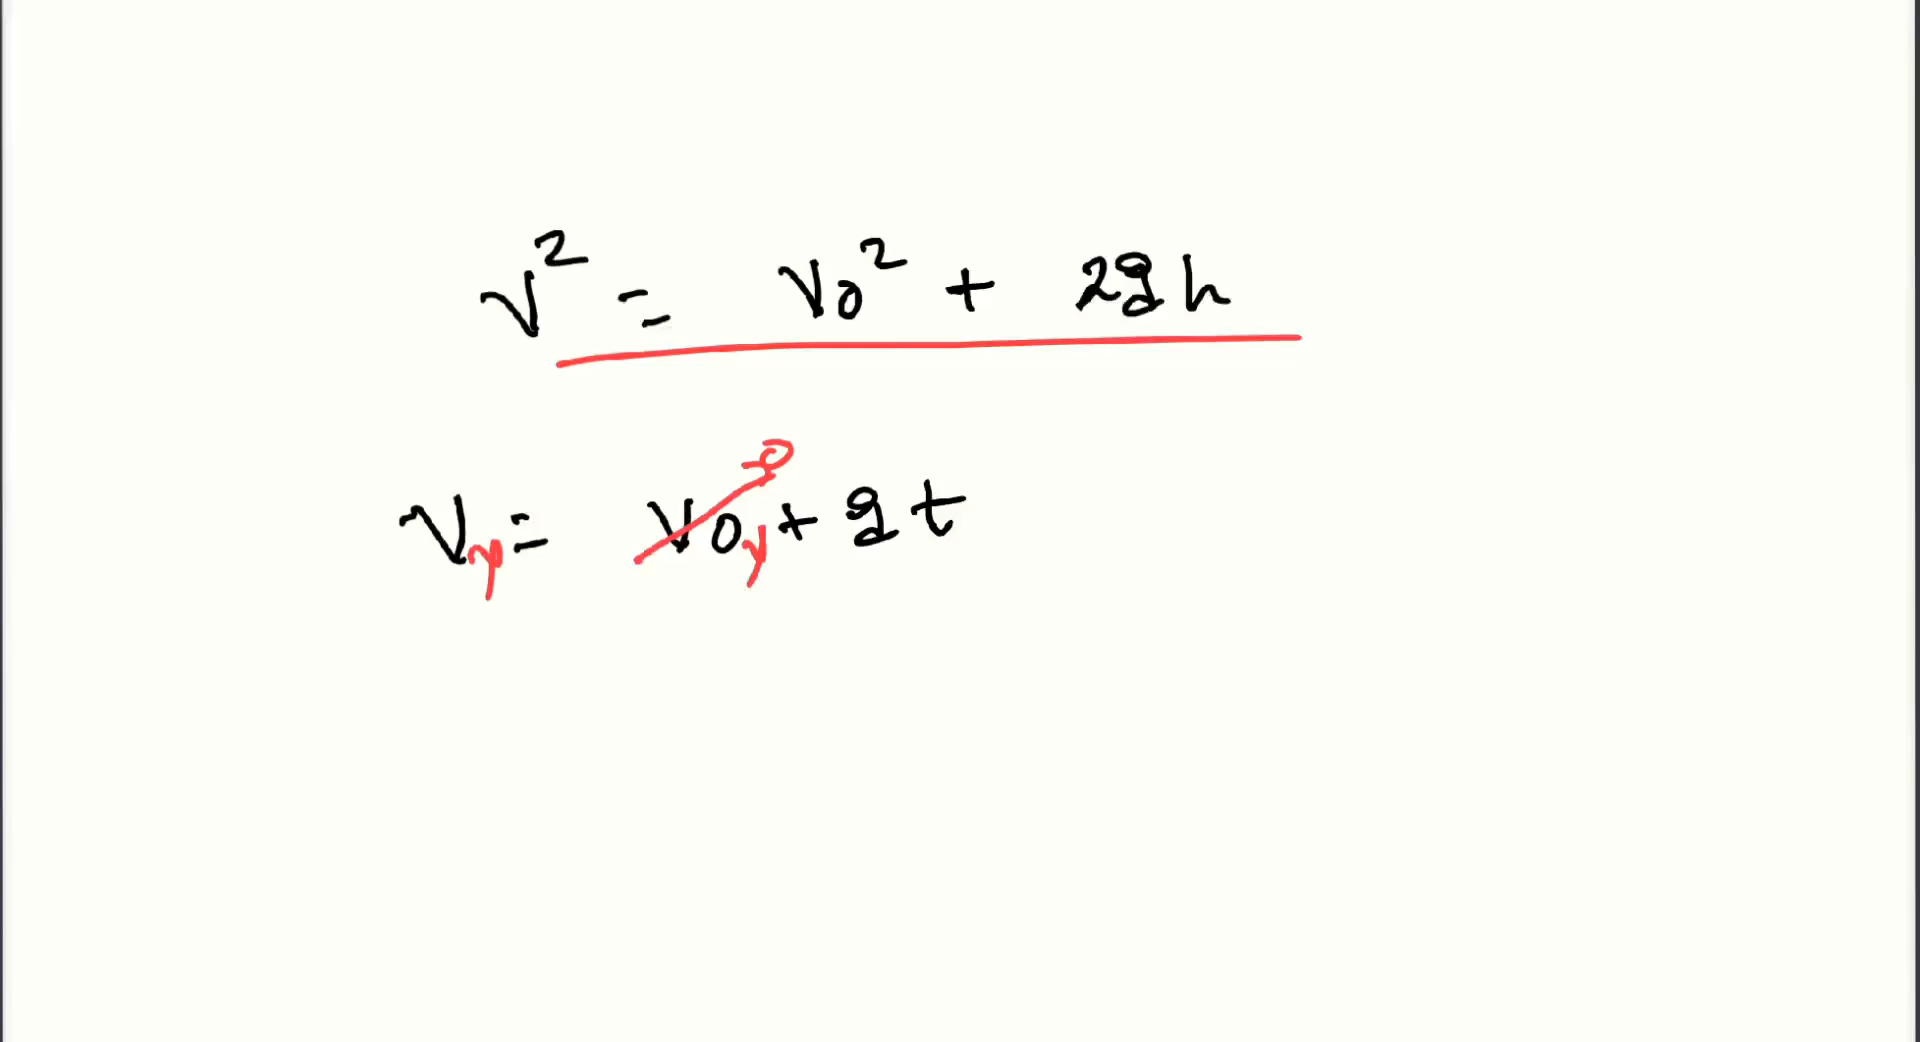 V² = V₀² + 2gh
Vy = V₀y → 0 + gt